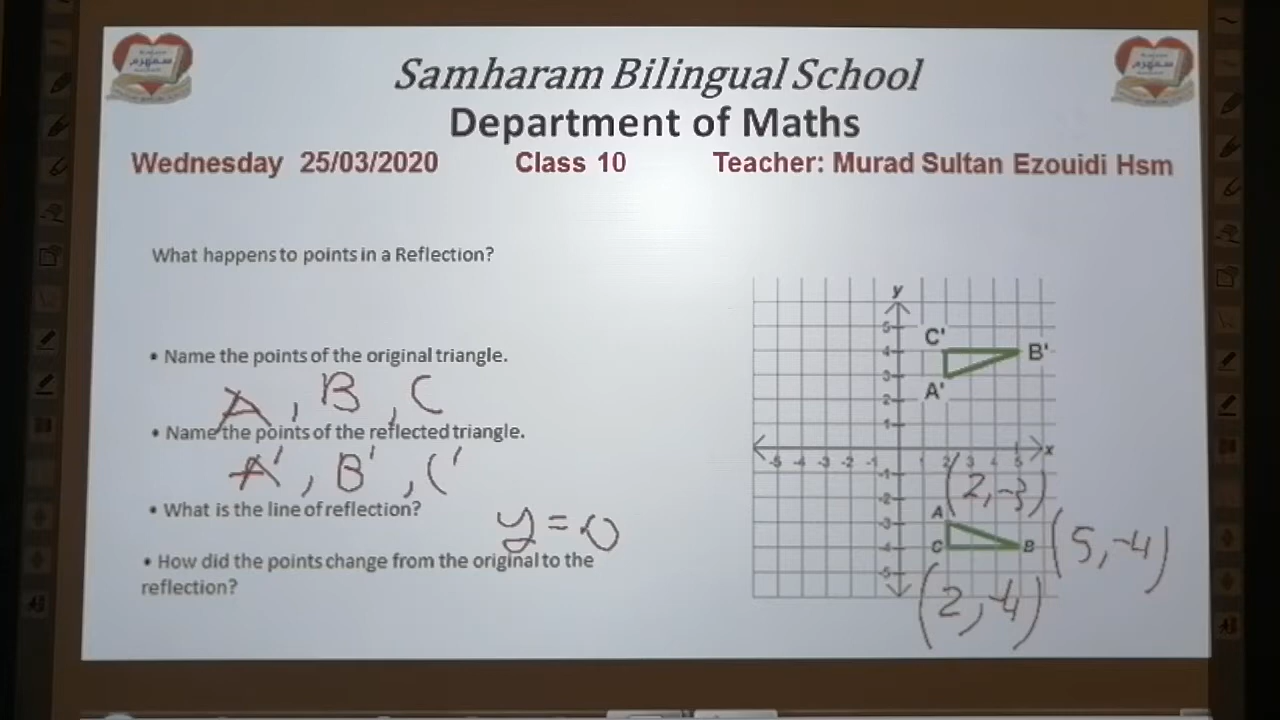 سمهرم
سمهرم
Samharam Bilingual School
Department of Maths
Wednesday 25/03/2020 Class 10 Teacher: Murad Sultan Ezouidi Hsm
What happens to points in a Reflection?
• Name the points of the original triangle.
A, B, C
• Name the points of the reflected triangle.
A', B', C'
• What is the line of reflection?
y = 0
• How did the points change from the original to the
reflection?
y
5
C'
4
B'
3
A'
2
1
-5 -4 -3 -2 -1 2 3 4 5 x
-1
(2, -3)
-2
A
-3
C
-4
B
(5, -4)
-5
(2, -4)